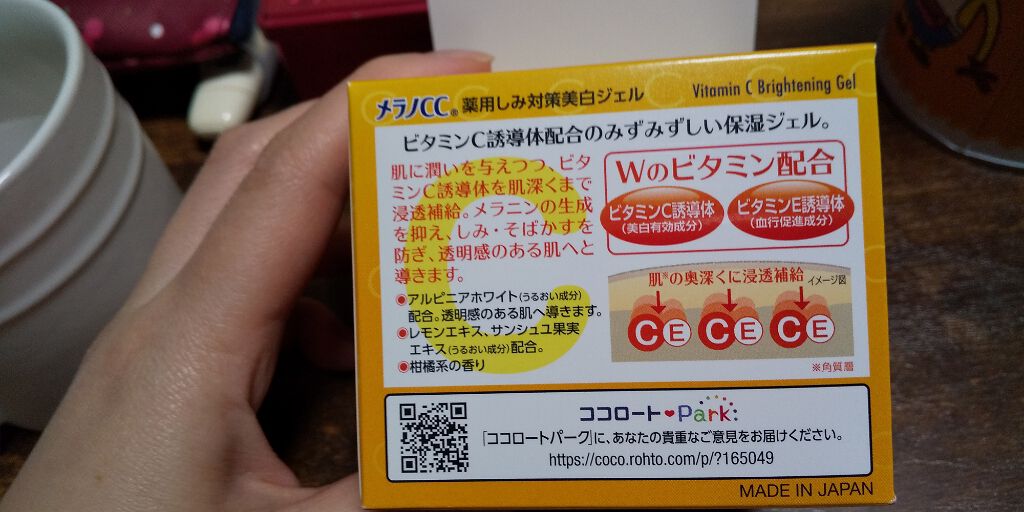 メラノCC® 薬用しみ対策美白ジェル
Vitamin C Brightening Gel
ビタミンC誘導体配合のみずみずしい保湿ジェル。
肌に潤いを与えつつ、ビタ
ミンC誘導体を肌深くまで
浸透補給。メラニンの生成
を抑え、しみ・そばかすを
防ぎ、透明感のある肌へと
導きます。
●アルピニアホワイト(うるおい成分)
配合。透明感のある肌へ導きます。
●レモンエキス、サンシュユ果実
エキス(うるおい成分)配合。
●柑橘系の香り
Wのビタミン配合
ビタミンC誘導体
(美白有効成分)
ビタミンE誘導体
(血行促進成分)
肌※の奥深くに浸透補給
イメージ図
C E C E C E
※角質層
ココロート Park:
「ココロートパーク」に、あなたの貴重なご意見をお届けください。
https://coco.rohto.com/p/?165049
MADE IN JAPAN